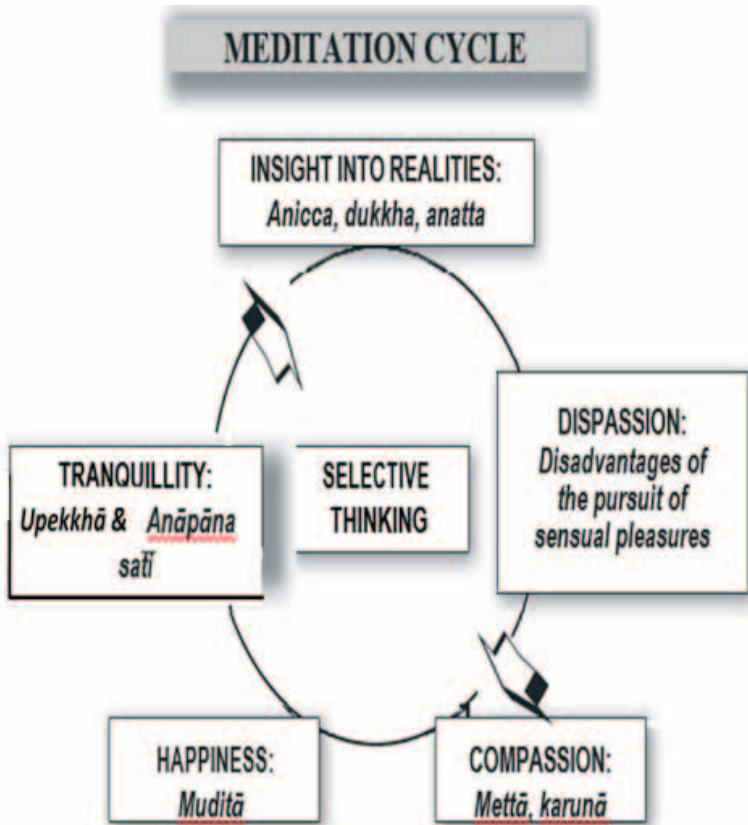 MEDITATION CYCLE
INSIGHT INTO REALITIES:
Anicca, dukkha, anatta
DISPASSION:
Disadvantages of
the pursuit of
sensual pleasures
COMPASSION:
Mettā, karunā
HAPPINESS:
Muditā
TRANQUILLITY:
Upekkhā & Anāpāna
satī
SELECTIVE
THINKING